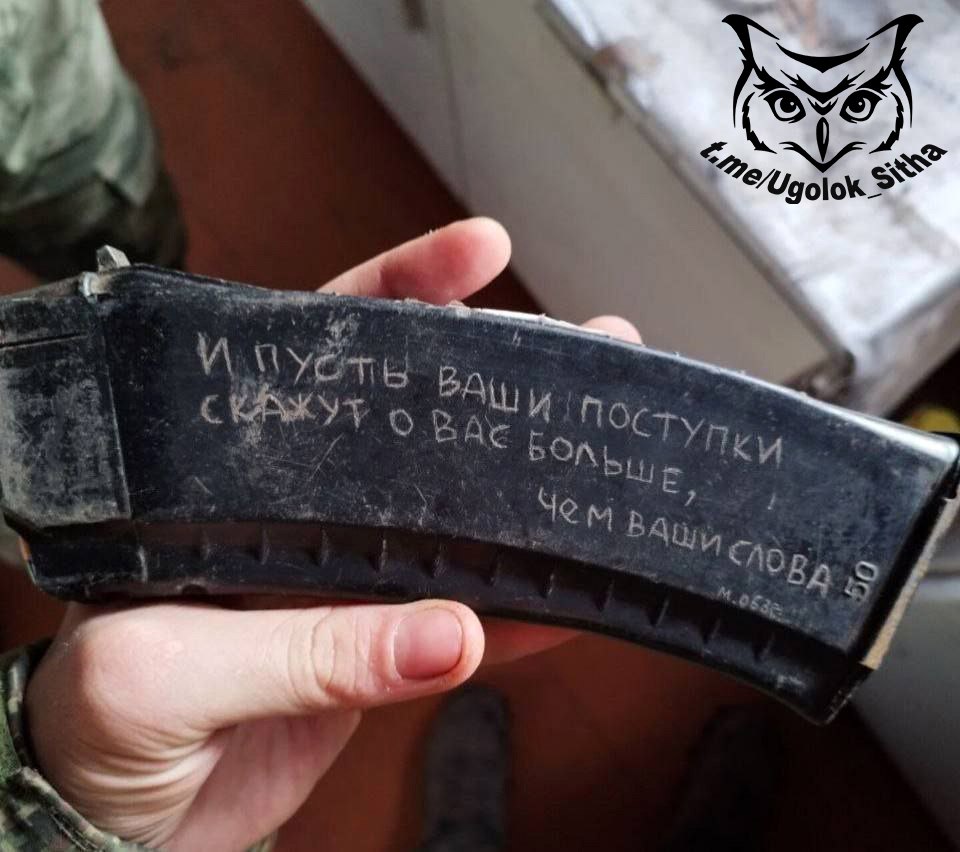 t.me/Ugolok_Sitha
И ПУСТЬ ВАШИ ПОСТУПКИ
СКАЖУТ О ВАС БОЛЬШЕ,
ЧЕМ ВАШИ СЛОВА
50